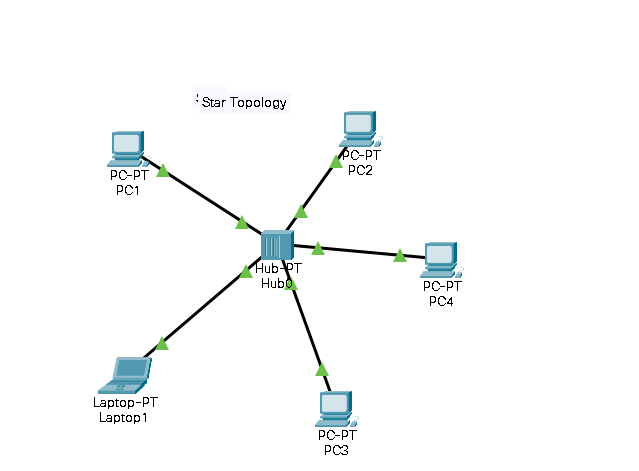 Star Topology
PC-PT
PC2
PC-PT
PC1
Hub-PT
Hub0
PC-PT
PC4
Laptop-PT
Laptop1
PC-PT
PC3